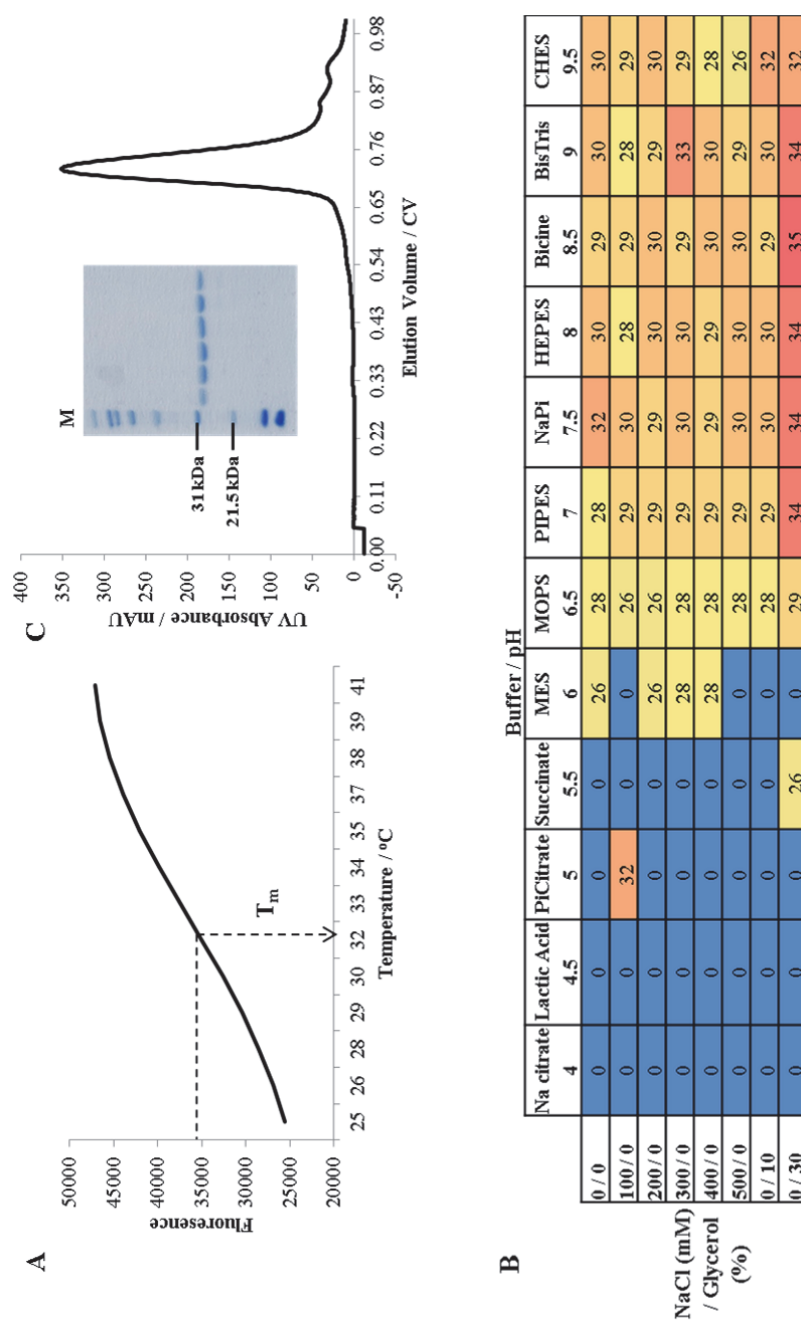 A
50000
45000
40000
35000
30000
25000
20000
Fluoresence
Tm
25 26 28 29 30 32 33 34 35 37 38 39 41
Temperature / ºC
C
400
350
300
250
200
150
100
50
0
-50
UV Absorbance / mAU
M
31 kDa
21.5 kDa
0.00 0.11 0.22 0.33 0.43 0.54 0.65 0.76 0.87 0.98
Elution Volume / CV
B
Buffer / pH
Na citrate Lactic Acid PiCitrate Succinate MES MOPS PIPES NaPi HEPES Bicine BisTris CHES
4 4.5 5 5.5 6 6.5 7 7.5 8 8.5 9 9.5
NaCl (mM)
/ Glycerol
(%)
0 / 0 0 0 0 0 26 28 28 32 30 29 30 30
100 / 0 0 0 32 0 0 26 29 30 28 29 28 29
200 / 0 0 0 0 0 26 26 29 29 30 30 29 30
300 / 0 0 0 0 0 28 28 29 30 30 29 33 29
400 / 0 0 0 0 0 28 28 29 29 29 30 30 28
500 / 0 0 0 0 0 0 28 29 30 30 30 29 26
0 / 10 0 0 0 0 0 28 29 30 30 29 30 32
0 / 30 0 0 0 26 0 29 34 34 34 35 34 32